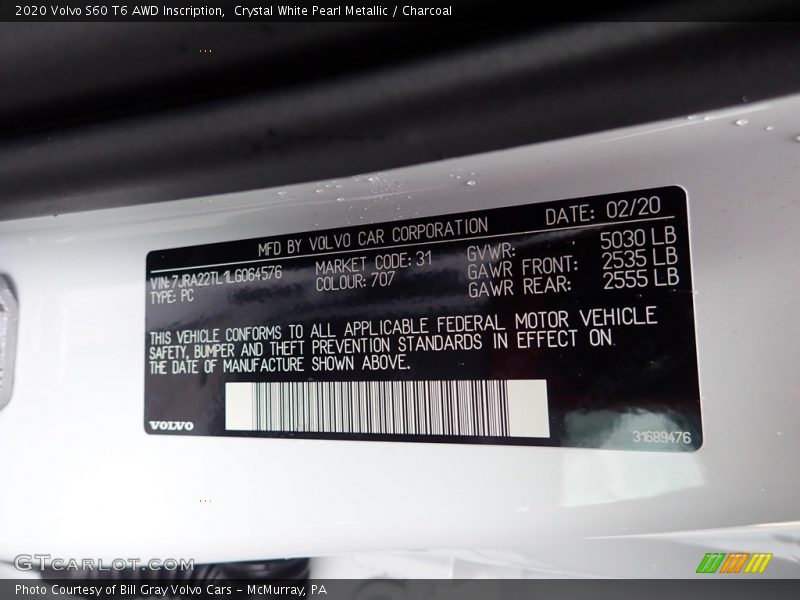 2020 Volvo S60 T6 AWD Inscription,  Crystal White Pearl Metallic / Charcoal
MFD BY VOLVO CAR CORPORATION DATE: 02/20
VIN: 7JRA22TL1LG064576 MARKET CODE: 31 GVWR: 5030 LB
TYPE: PC COLOUR: 707 GAWR FRONT: 2535 LB
GAWR REAR: 2555 LB
THIS VEHICLE CONFORMS TO ALL APPLICABLE FEDERAL MOTOR VEHICLE
SAFETY, BUMPER AND THEFT PREVENTION STANDARDS IN EFFECT ON
THE DATE OF MANUFACTURE SHOWN ABOVE.
VOLVO 31689476
GTCARLOT.COM
Photo Courtesy of Bill Gray Volvo Cars - McMurray, PA